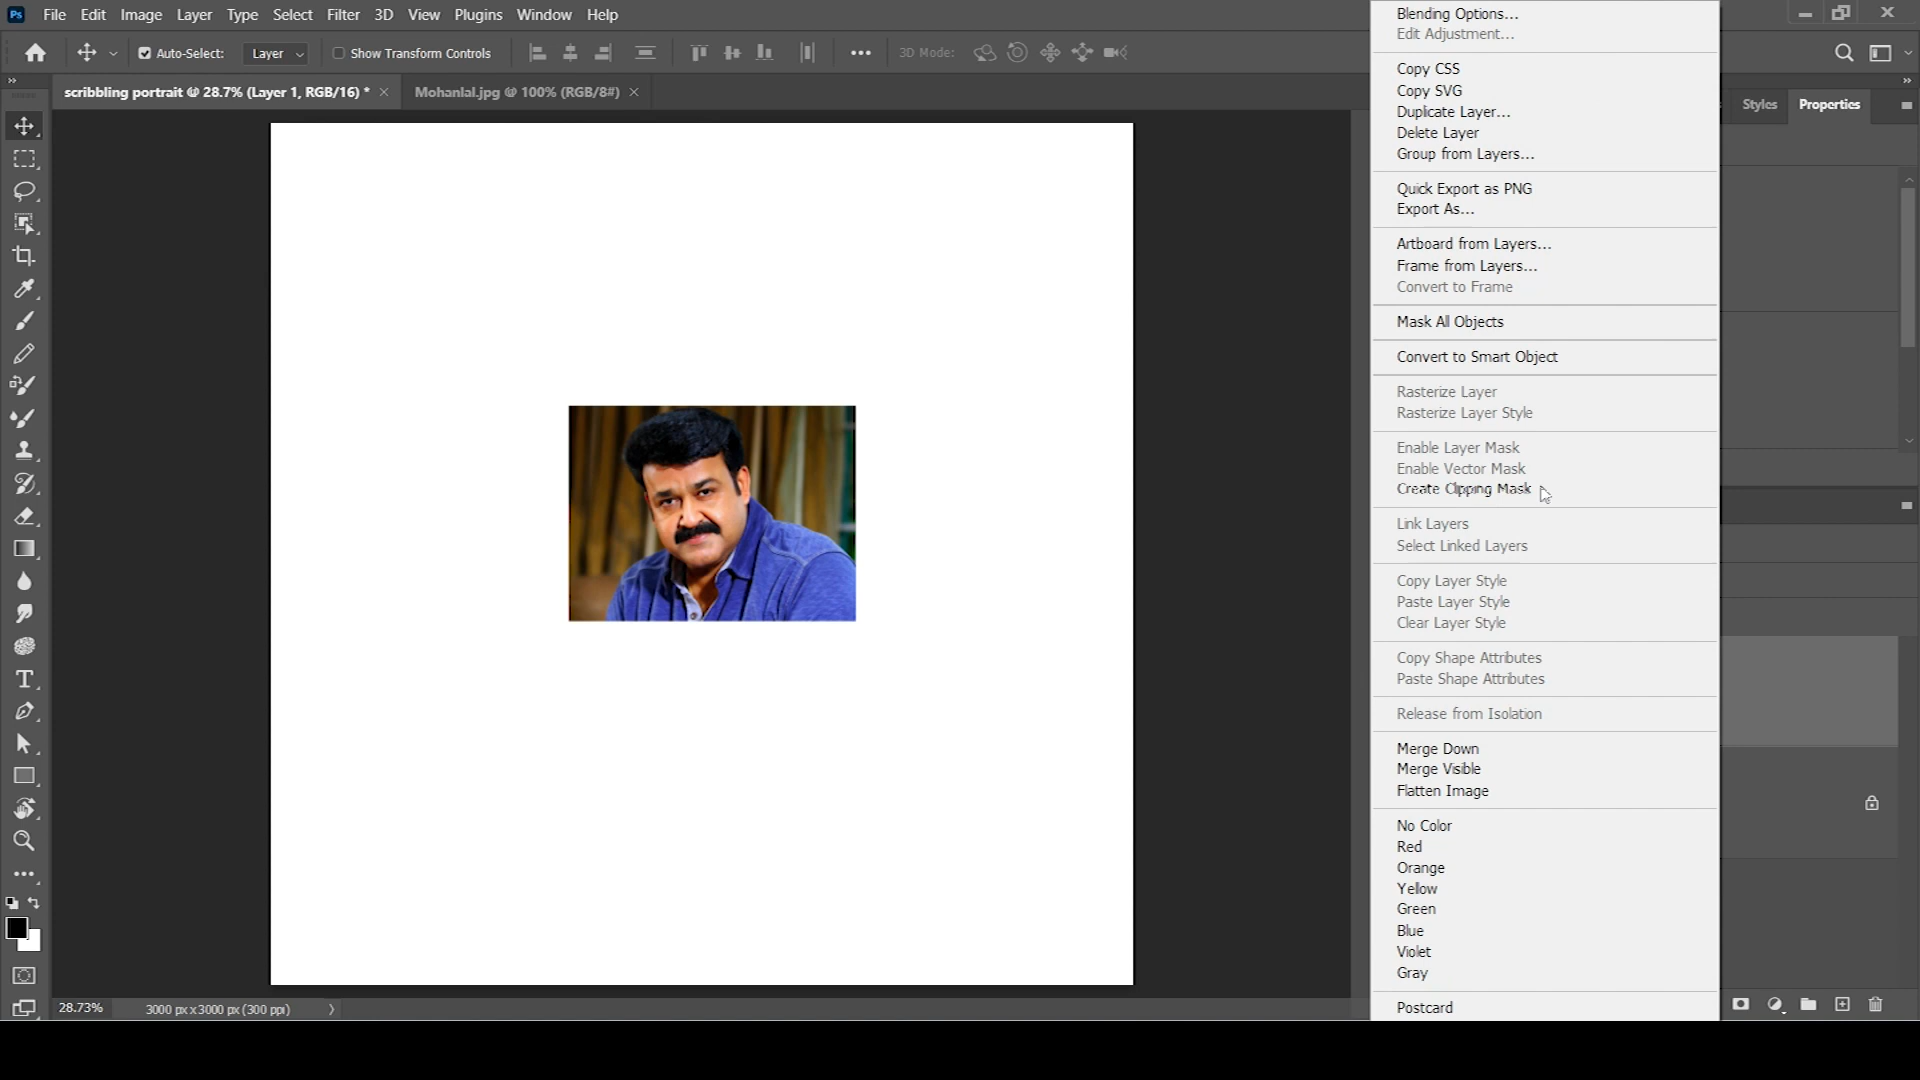 Ps File Edit Image Layer Type Select Filter 3D View Plugins Window Help
Auto-Select: Layer Show Transform Controls 3D Mode:
scribbling portrait @ 28.7% (Layer 1, RGB/16) * Mohanlal.jpg @ 100% (RGB/8#)
Styles Properties
Blending Options...
Edit Adjustment...
Copy CSS
Copy SVG
Duplicate Layer...
Delete Layer
Group from Layers...
Quick Export as PNG
Export As...
Artboard from Layers...
Frame from Layers...
Convert to Frame
Mask All Objects
Convert to Smart Object
Rasterize Layer
Rasterize Layer Style
Enable Layer Mask
Enable Vector Mask
Create Clipping Mask
Link Layers
Select Linked Layers
Copy Layer Style
Paste Layer Style
Clear Layer Style
Copy Shape Attributes
Paste Shape Attributes
Release from Isolation
Merge Down
Merge Visible
Flatten Image
No Color
Red
Orange
Yellow
Green
Blue
Violet
Gray
Postcard
28.73% 3000 px x 3000 px (300 ppi)